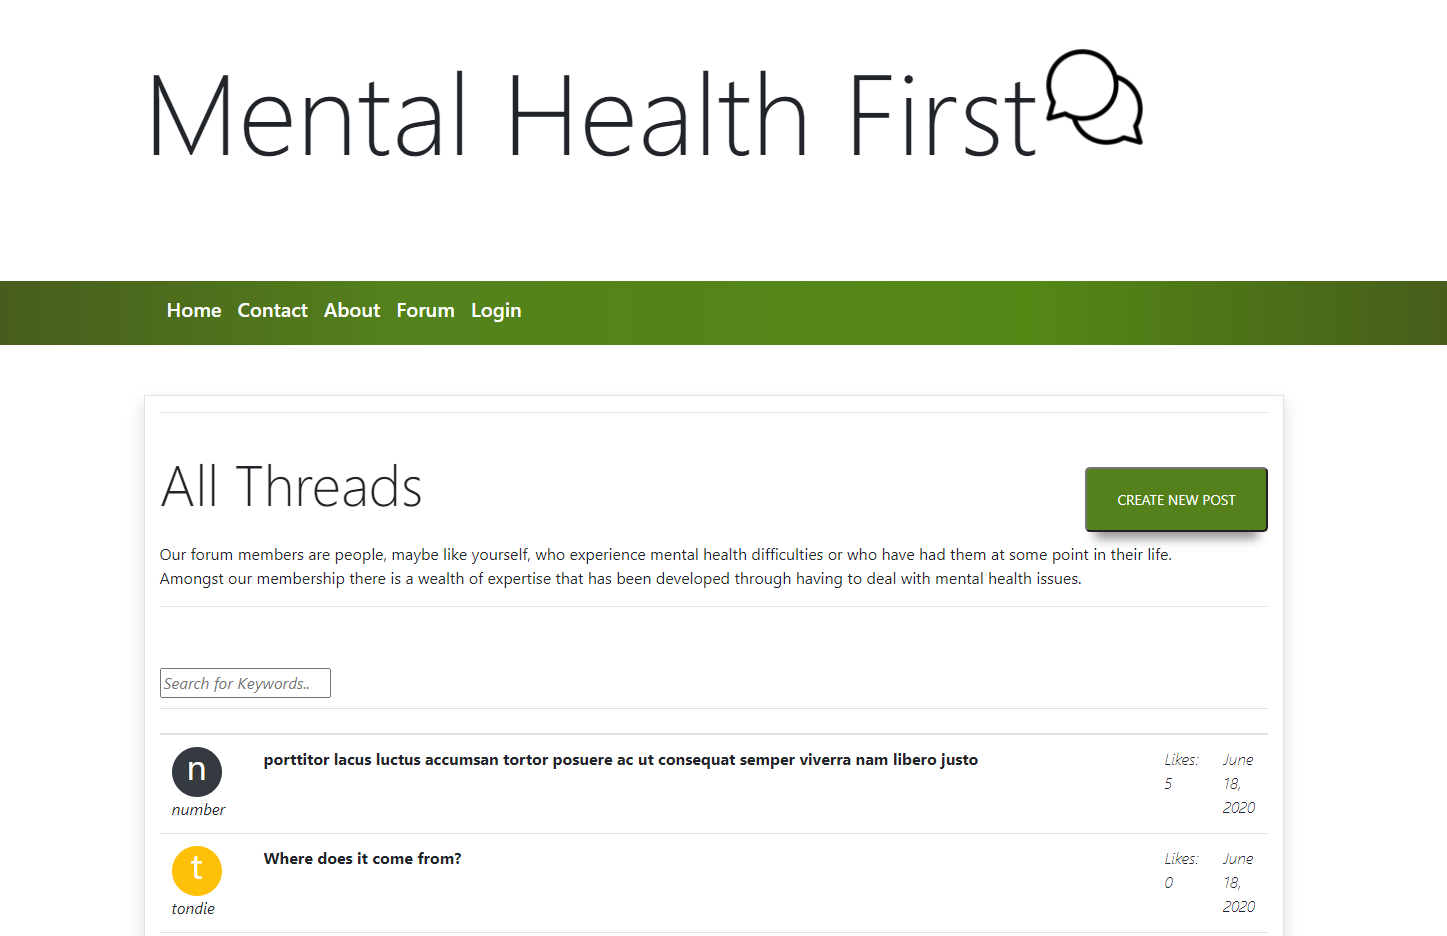 Mental Health First
Home Contact About Forum Login
All Threads
CREATE NEW POST
Our forum members are people, maybe like yourself, who experience mental health difficulties or who have had them at some point in their life.
Amongst our membership there is a wealth of expertise that has been developed through having to deal with mental health issues.
Search for Keywords..
n
number
porttitor lacus luctus accumsan tortor posuere ac ut consequat semper viverra nam libero justo
Likes:
5
June
18,
2020
t
tondie
Where does it come from?
Likes:
0
June
18,
2020